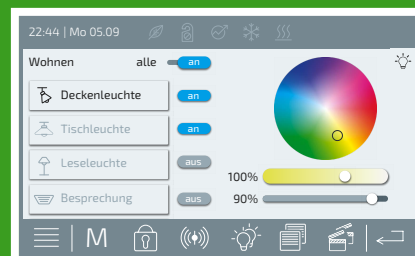 22:44 | Mo 05.09
Wohnen alle an
Deckenleuchte an
Tischleuchte an
Leseleuchte aus
100%
Besprechung aus 90%
M